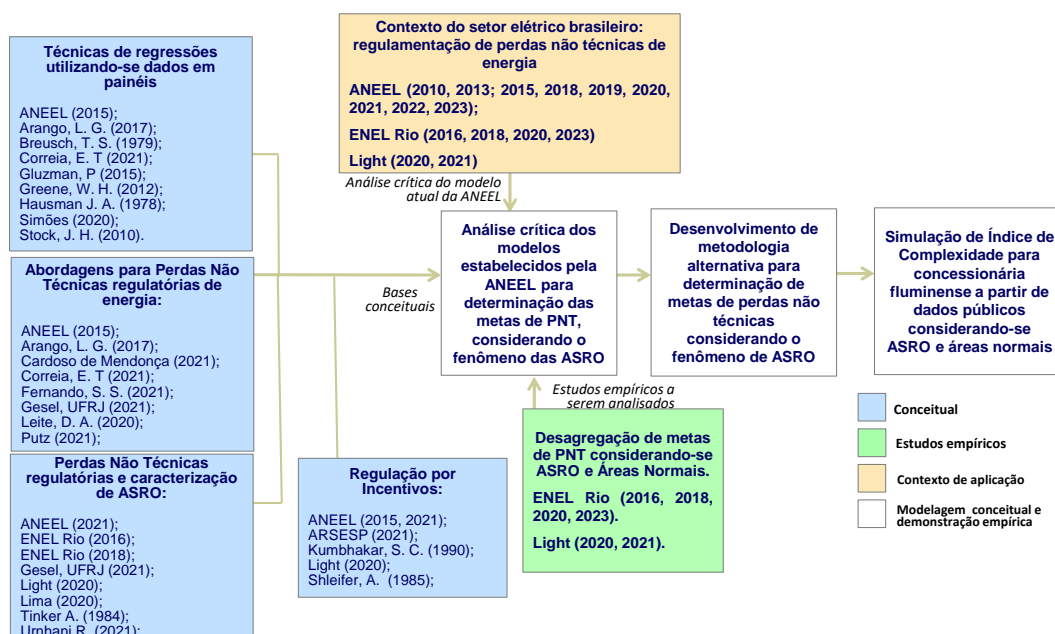 Técnicas de regressões
utilizando-se dados em
painéis
ANEEL (2015);
Arango, L. G. (2017);
Breusch, T. S. (1979);
Correia, E. T (2021);
Gluzman, P (2015);
Greene, W. H. (2012);
Hausman J. A. (1978);
Simões (2020);
Stock, J. H. (2010).
Abordagens para Perdas Não
Técnicas regulatórias de
energia:
ANEEL (2015);
Arango, L. G. (2017);
Cardoso de Mendonça (2021);
Correia, E. T (2021);
Fernando, S. S. (2021);
Gesel, UFRJ (2021);
Leite, D. A. (2020);
Putz (2021);
Perdas Não Técnicas
regulatórias e caracterização
de ASRO:
ANEEL (2021);
ENEL Rio (2016);
ENEL Rio (2018);
Gesel, UFRJ (2021);
Light (2020);
Lima (2020);
Tinker A. (1984);
R. (2021);
Contexto do setor elétrico brasileiro:
regulamentação de perdas não técnicas de
energia
ANEEL (2010, 2013; 2015, 2018, 2019, 2020,
2021, 2022, 2023);
ENEL Rio (2016, 2018, 2020, 2023)
Light (2020, 2021)
Análise crítica do modelo
atual da ANEEL
Bases
conceituais
Regulação por
Incentivos:
ANEEL (2015, 2021);
ARSESP (2021);
Kumbhakar, S. C. (1990);
Light (2020);
Shleifer, A. (1985);
Análise crítica dos
modelos
estabelecidos pela
ANEEL para
determinação das
metas de PNT,
considerando o
fenômeno das ASRO
Estudos empíricos a
serem analisados
Desagregação de metas
de PNT considerando-se
ASRO e Áreas Normais.
ENEL Rio (2016, 2018,
2020, 2023).
Light (2020, 2021).
Desenvolvimento de
metodologia
alternativa para
determinação de
metas de perdas não
técnicas
considerando o
fenômeno de ASRO
Simulação de Índice de
Complexidade para
concessionária
fluminense a partir de
dados públicos
considerando-se
ASRO e áreas normais
Conceitual
Estudos empíricos
Contexto de aplicação
Modelagem conceitual e
demonstração empírica